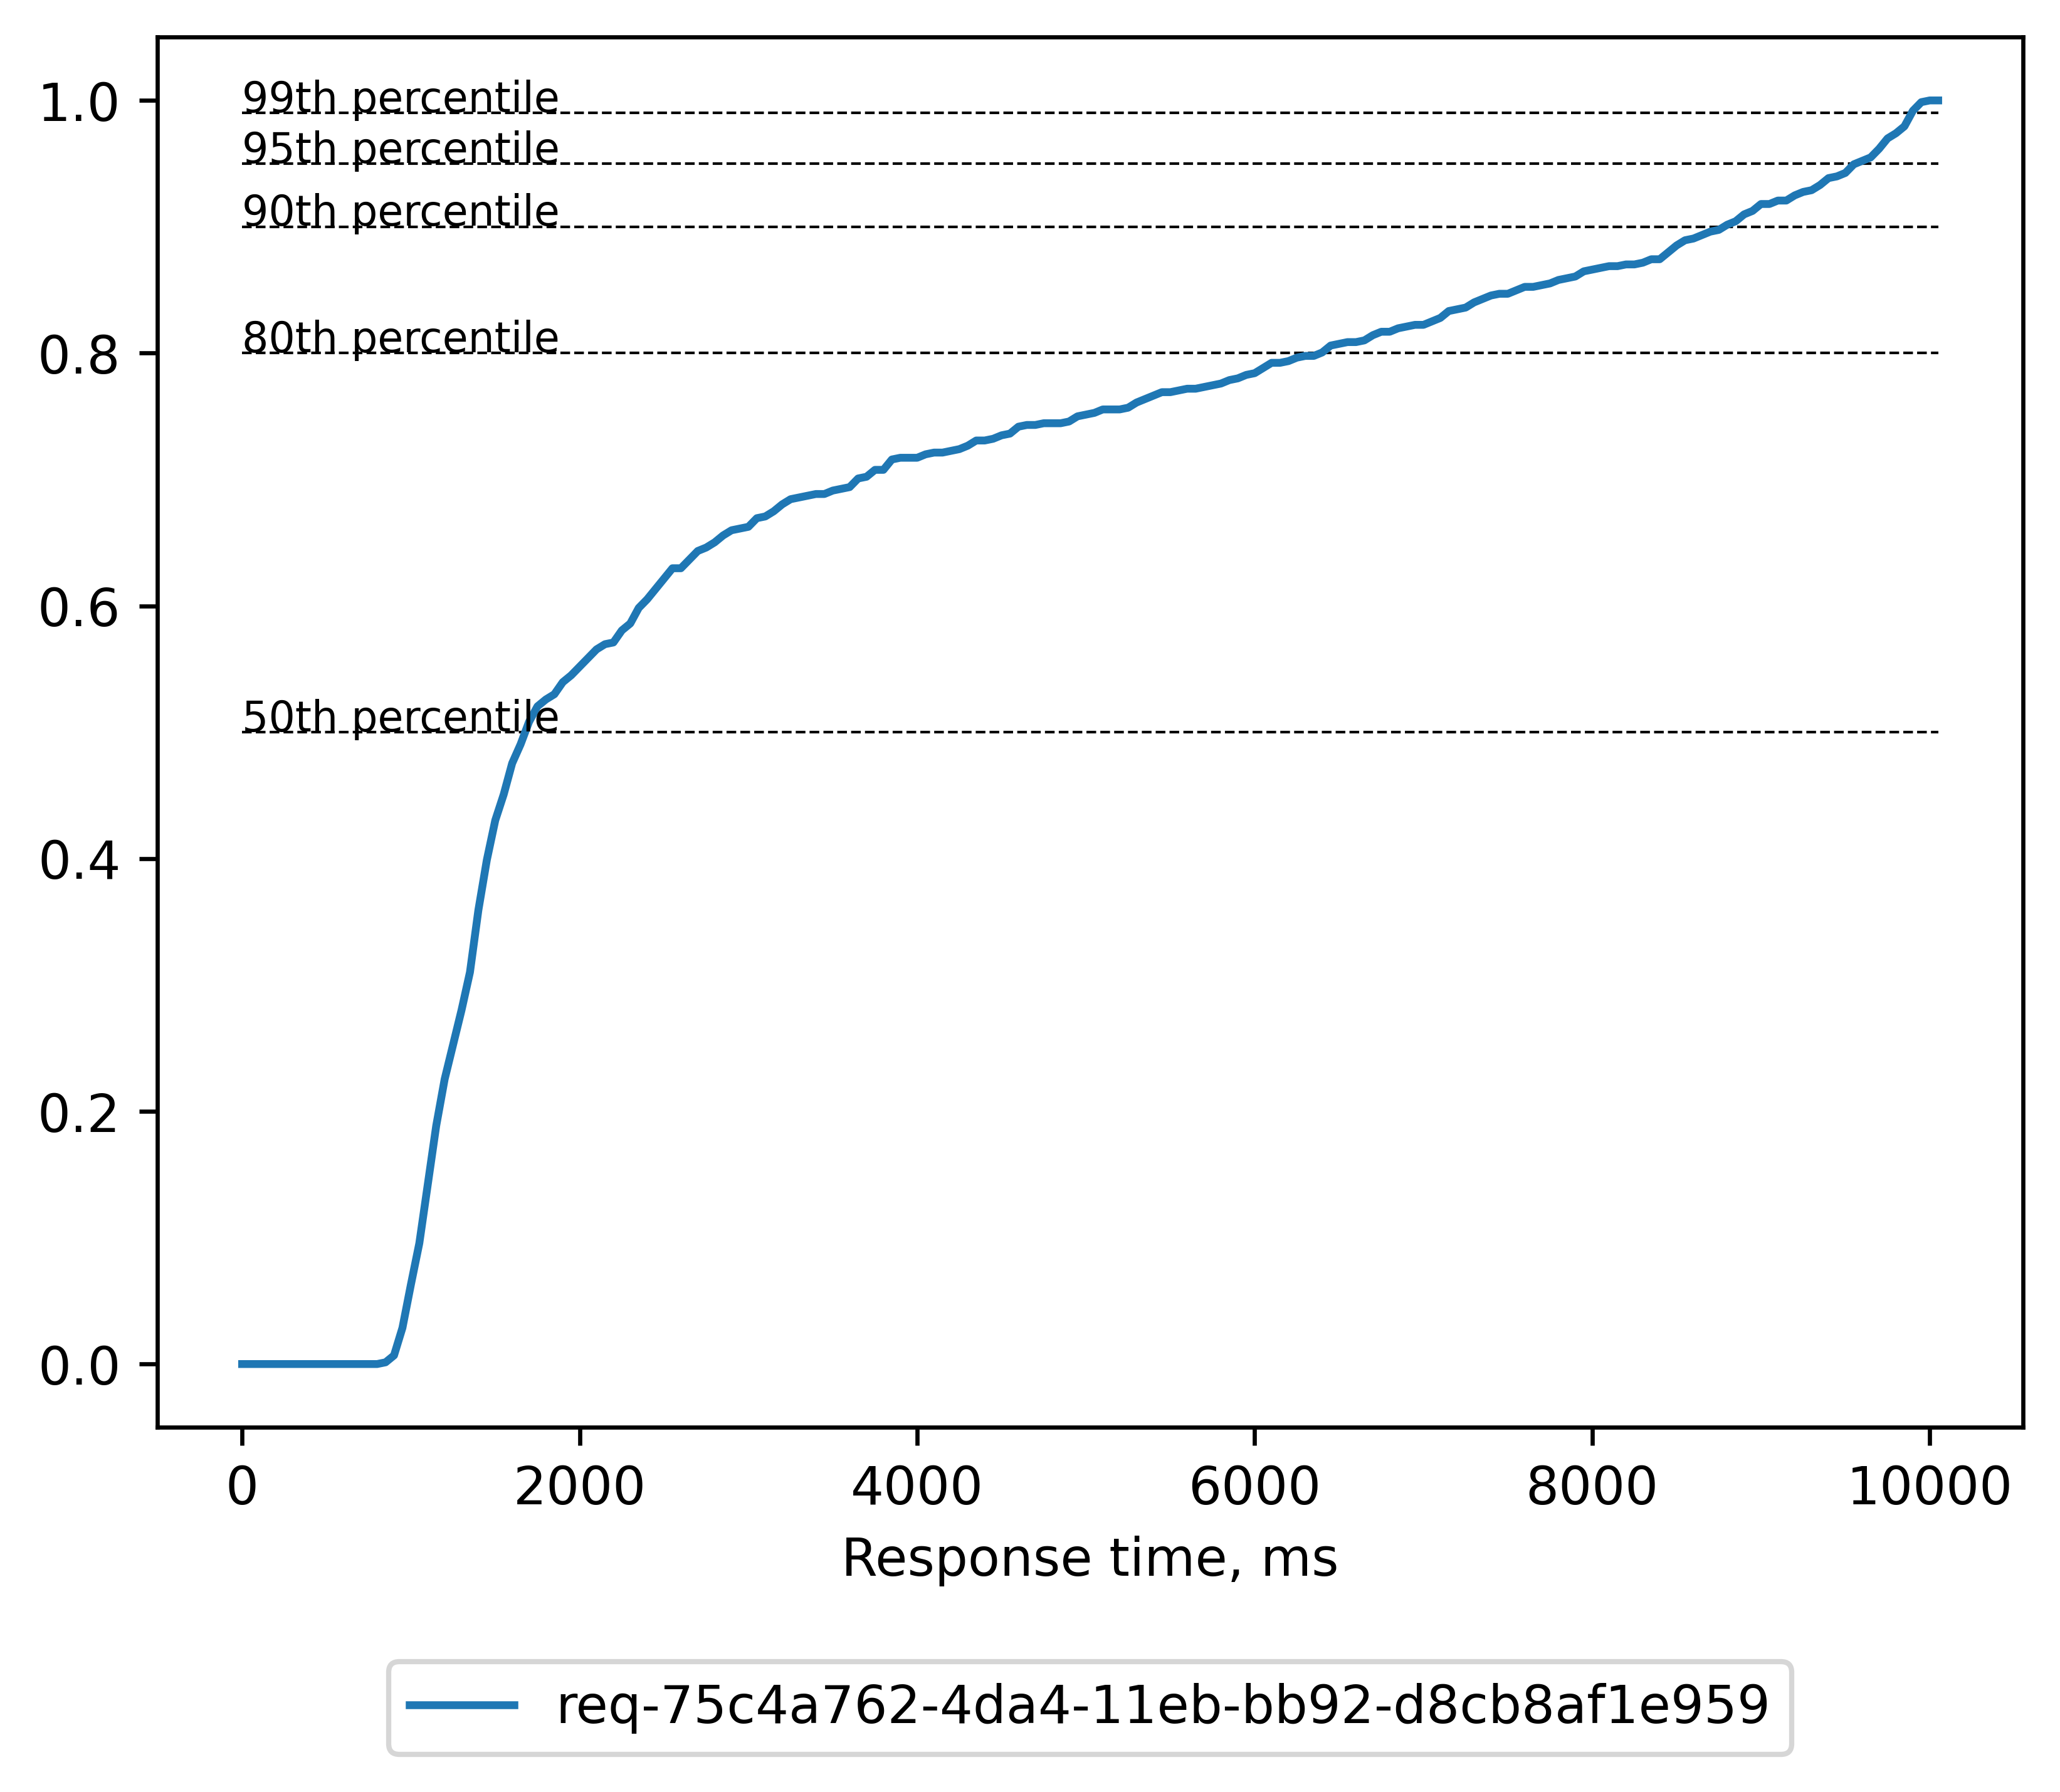 1.0
0.8
0.6
0.4
0.2
0.0
99th percentile
95th percentile
90th percentile
80th percentile
50th percentile
0 2000 4000 6000 8000 10000
Response time, ms
req-75c4a762-4da4-11eb-bb92-d8cb8af1e959